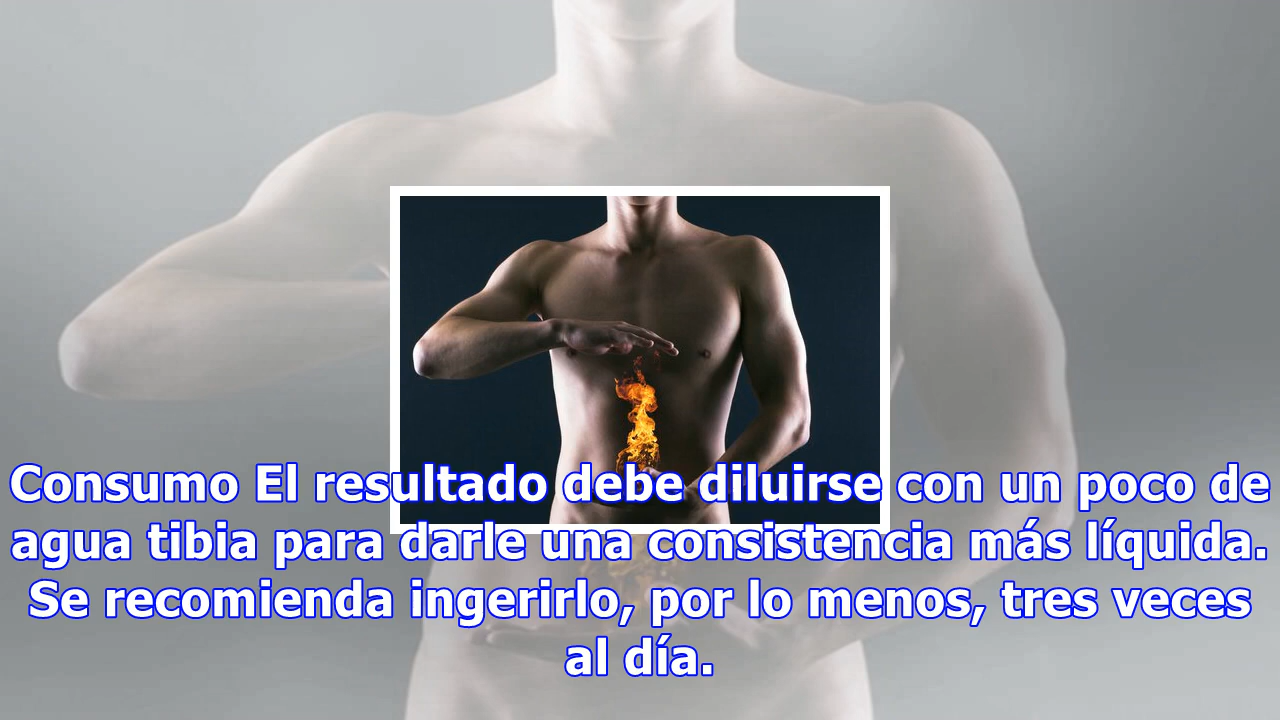 Consumo El resultado debe diluirse con un poco de
agua tibia para darle una consistencia más líquida.
Se recomienda ingerirlo, por lo menos, tres veces
al día.